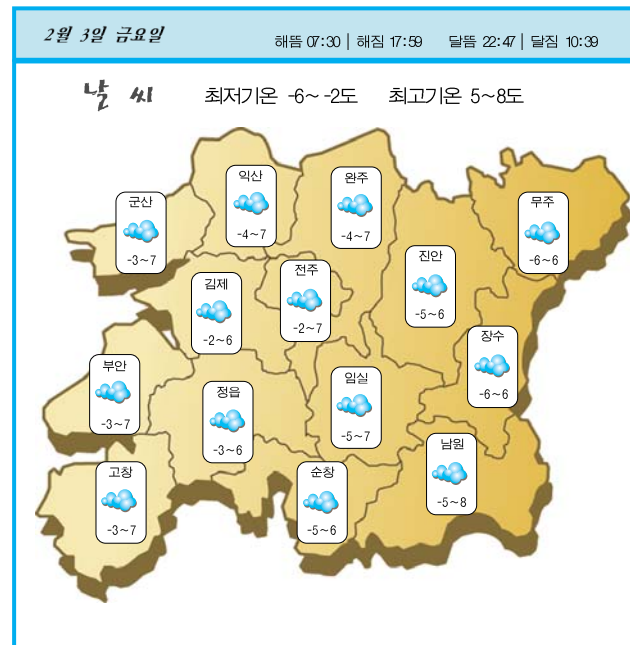 2월 3일 금요일
해뜸 07:30 | 해짐 17:59 달뜸 22:47 | 달짐 10:39
날씨 최저기온 -6~ -2도 최고기온 5~8도
익산
-4~7
완주
-4~7
군산
-3~7
무주
-6~6
진안
-5~6
전주
-2~7
김제
-2~6
장수
-6~6
부안
-3~7
임실
-5~7
정읍
-3~6
남원
-5~8
고창
-3~7
순창
-5~6